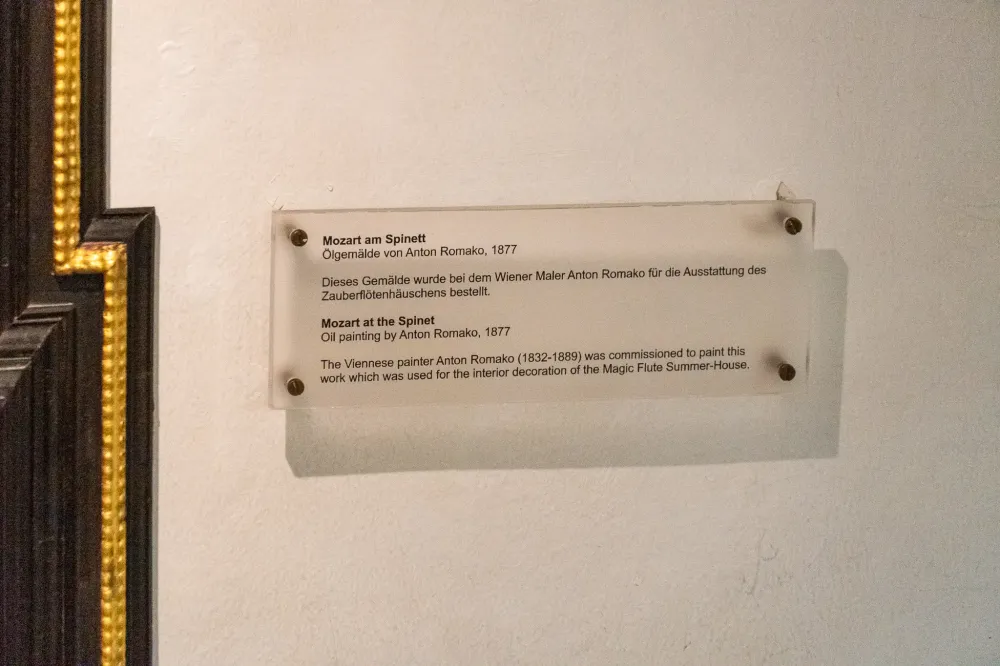 Mozart am Spinett
Ölgemälde von Anton Romako, 1877
Dieses Gemälde wurde bei dem Wiener Maler Anton Romako für die Ausstattung des
Zauberflötenhäuschens bestellt.
Mozart at the Spinet
Oil painting by Anton Romako, 1877
The Viennese painter Anton Romako (1832-1889) was commissioned to paint this
work which was used for the interior decoration of the Magic Flute Summer-House.